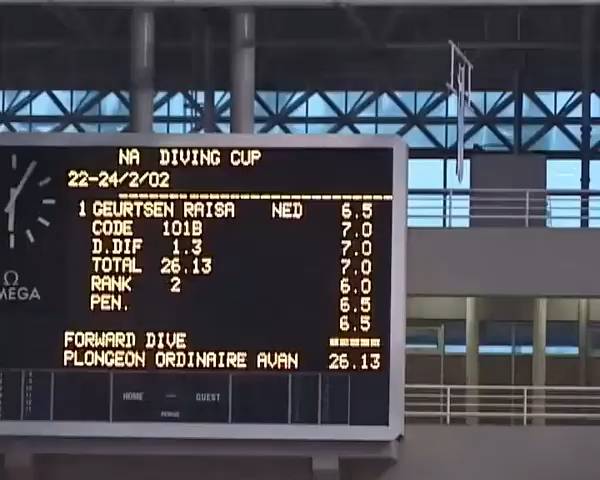 NA DIVING CUP
22-24/2/02
1 GEURTSEN RAISA NED 6.5
CODE 101B 7.0
D.DIF 1.3 7.0
TOTAL 26.13 7.0
RANK 2 6.0
PEN. 6.5
6.5
FORWARD DIVE
PLONGEON ORDINAIRE AVAN 26.13
Ω
MEGA
HOME GUEST